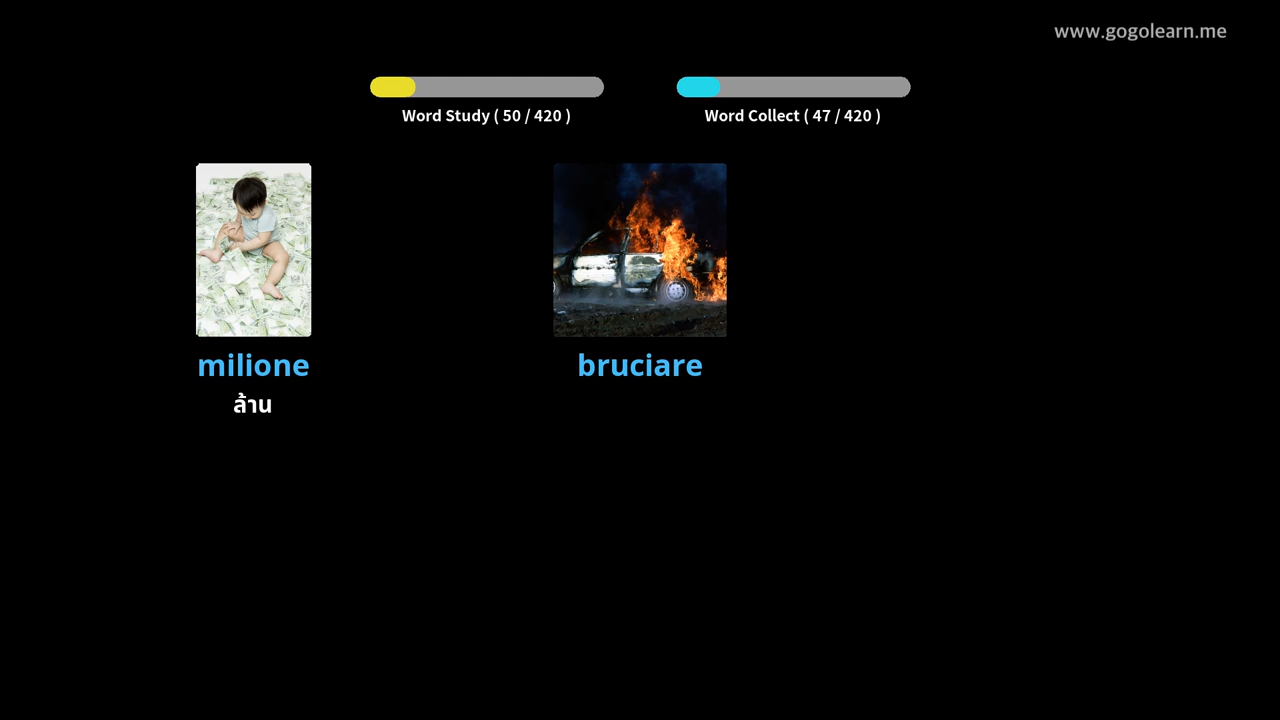 www.gogolearn.me
Word Study ( 50 / 420 )
Word Collect ( 47 / 420 )
milione
ล้าน
bruciare